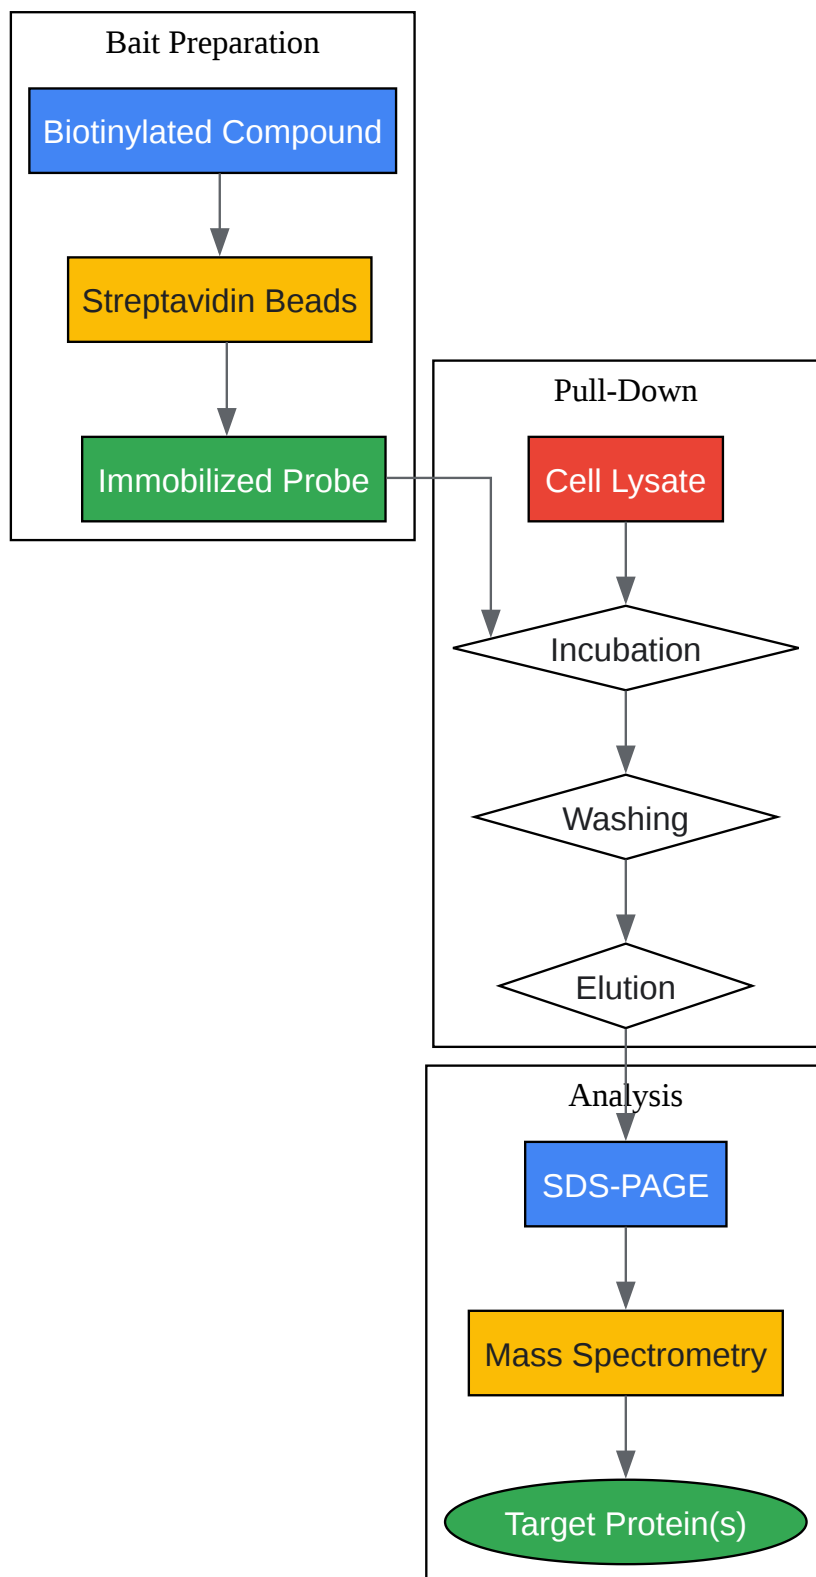 Bait Preparation
Biotinylated Compound
Streptavidin Beads
Immobilized Probe
Pull-Down
Cell Lysate
Incubation
Washing
Elution
Analysis
SDS-PAGE
Mass Spectrometry
Target Protein(s)